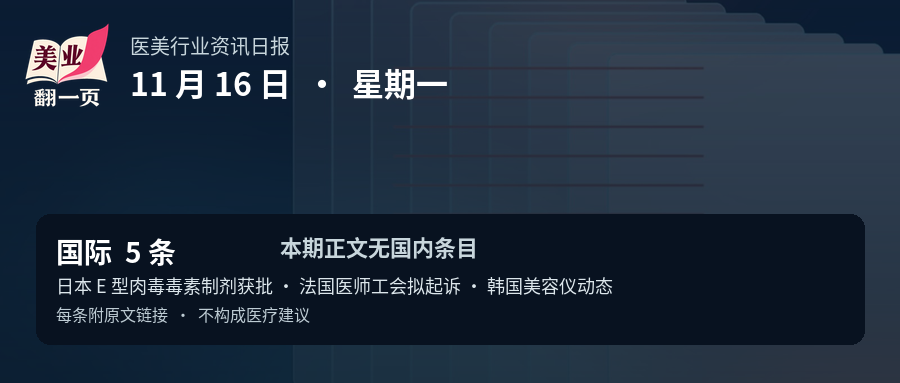 美业
翻一页
医美行业资讯日报
11 月 16 日 · 星期一
国际 5 条
本期正文无国内条目
日本 E 型肉毒毒素制剂获批 · 法国医师工会拟起诉 · 韩国美容仪动态
每条附原文链接 · 不构成医疗建议